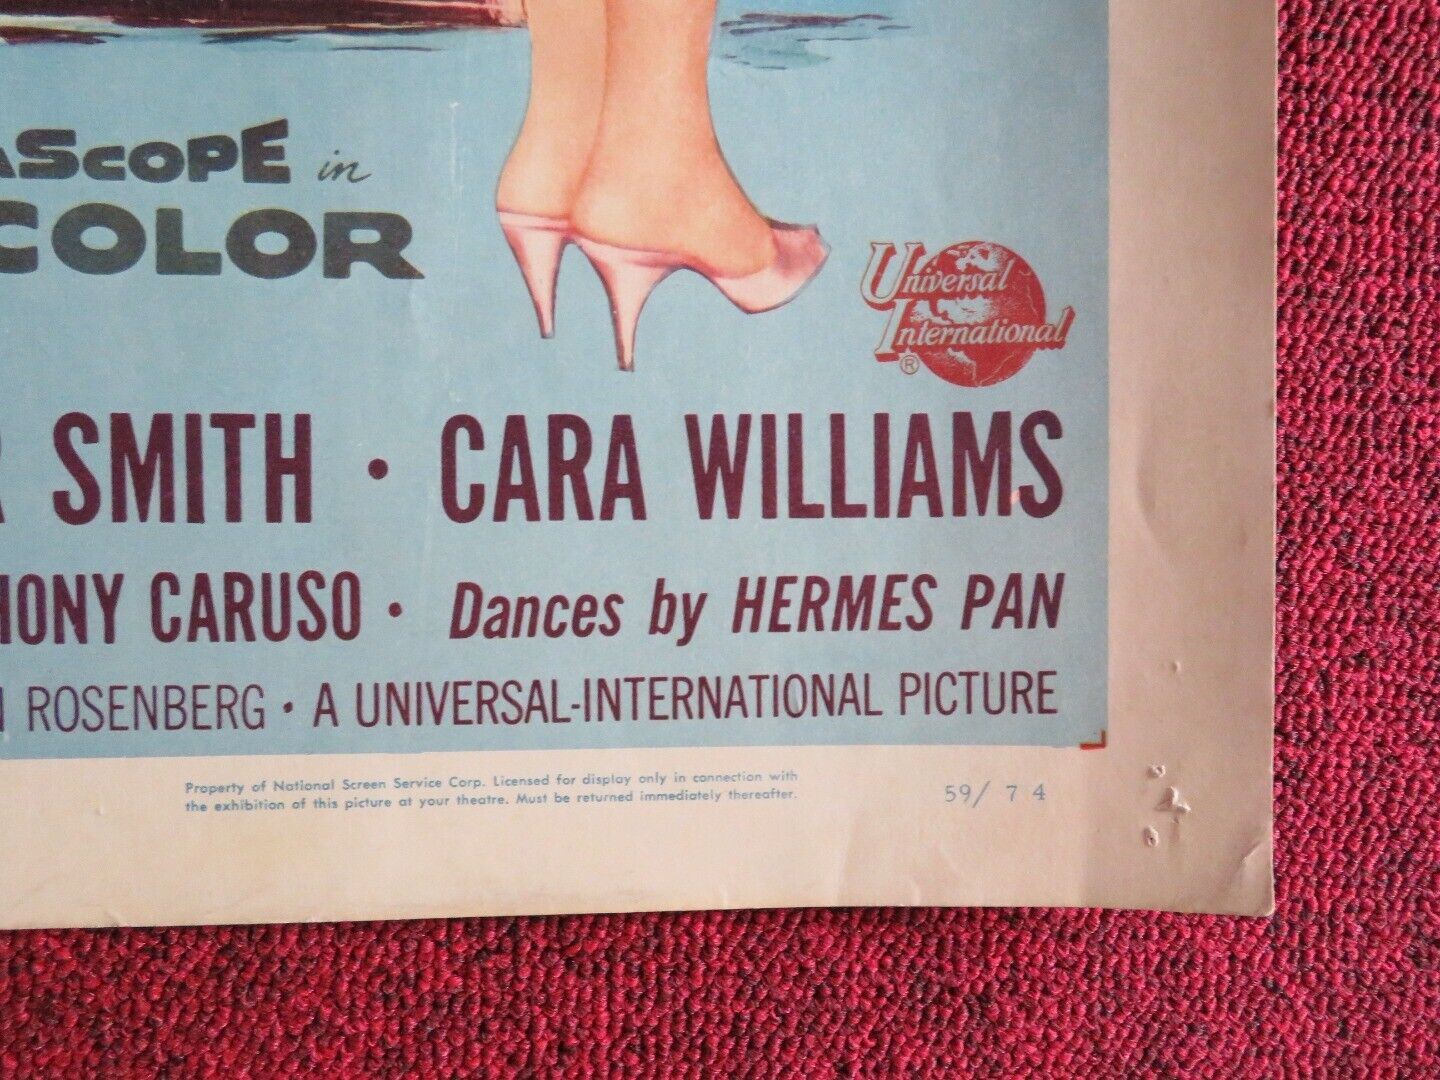 ASCOPE in
COLOR
Universal
International
®
R SMITH • CARA WILLIAMS
HONY CARUSO • Dances by HERMES PAN
N ROSENBERG • A UNIVERSAL-INTERNATIONAL PICTURE
Property of National Screen Service Corp. Licensed for display only in connection with
the exhibition of this picture at your theatre. Must be returned immediately thereafter.
59/ 7 4